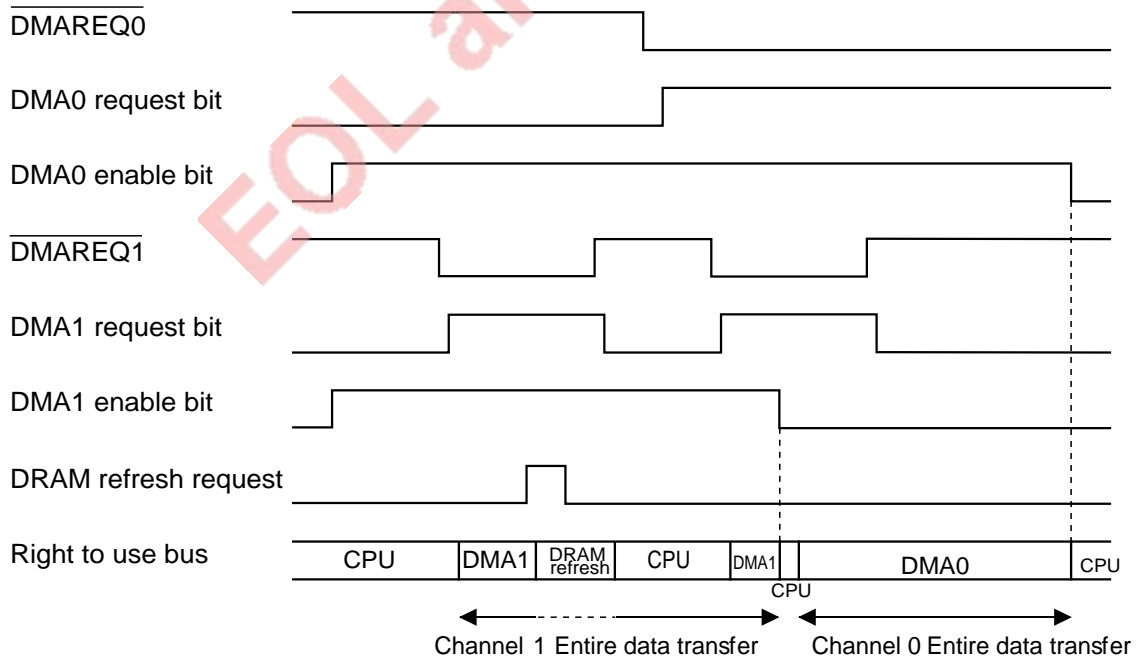 DMAREQ0
DMA0 request bit
DMA0 enable bit
DMAREQ1
DMA1 request bit
DMA1 enable bit
DRAM refresh request
Right to use bus
CPU
DMA1
DRAM
refresh
CPU
DMA1
CPU
DMA0
CPU
Channel 1 Entire data transfer
Channel 0 Entire data transfer
EOL